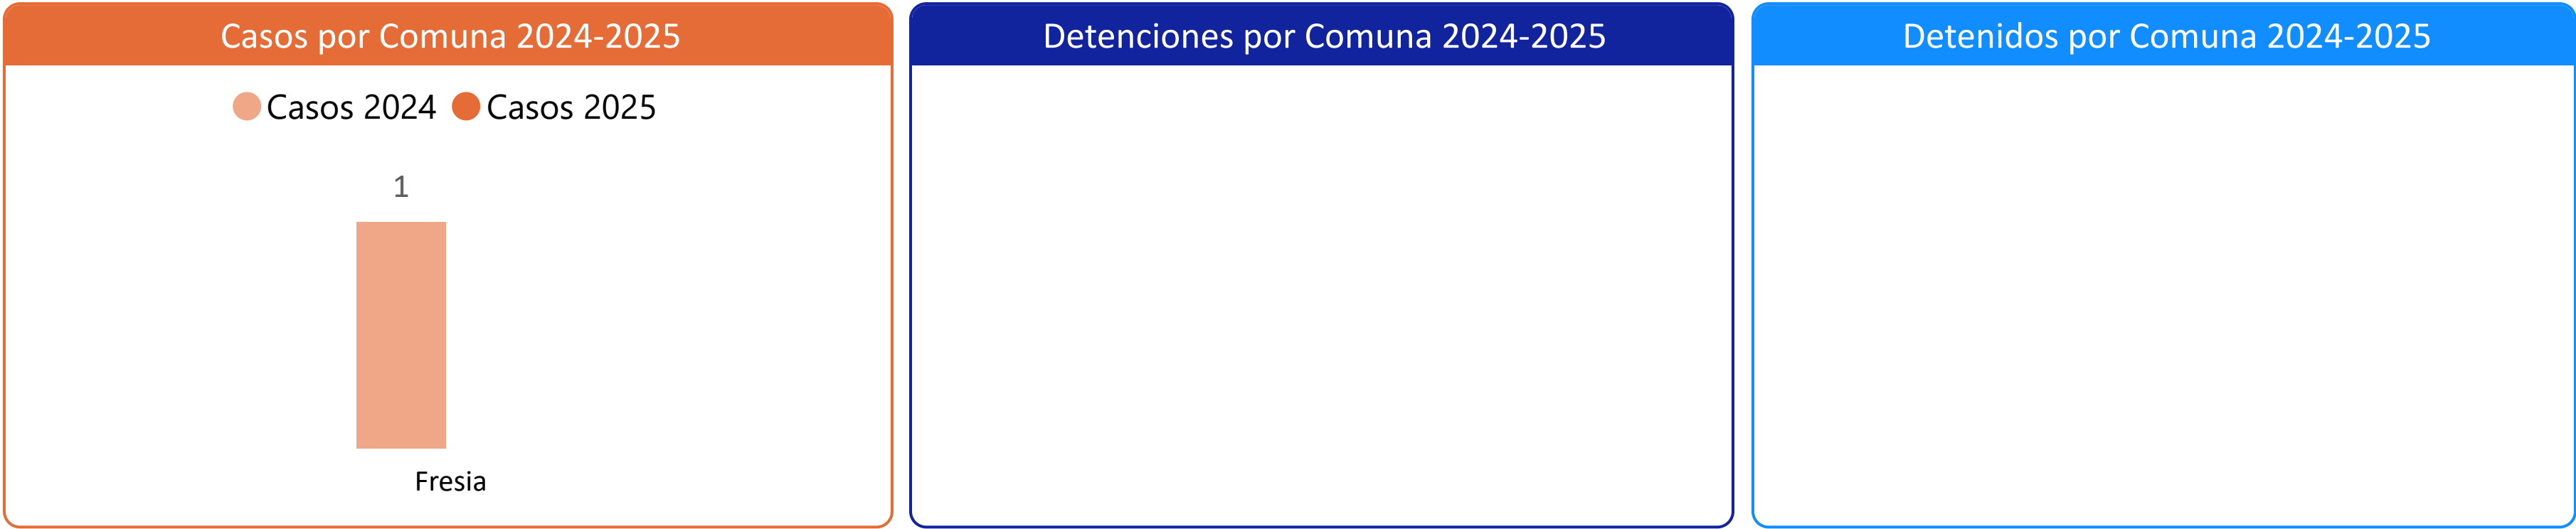 Casos por Comuna 2024-2025
Casos 2024 Casos 2025
1
Fresia
Detenciones por Comuna 2024-2025
Detenidos por Comuna 2024-2025